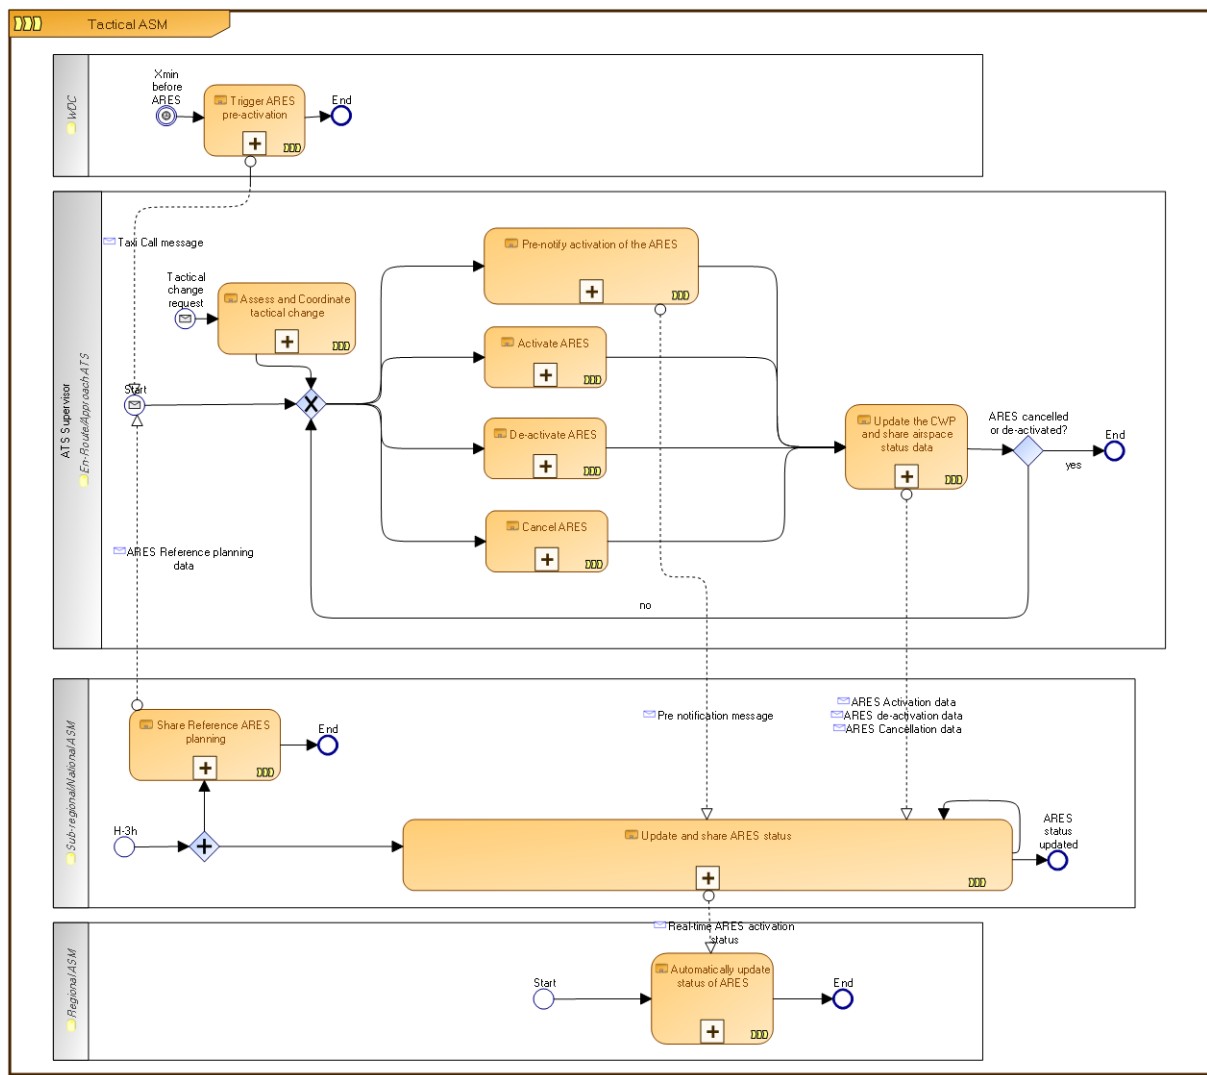 Tactical ASM
WOC
Xmin
before
ARES
Trigger ARES
pre-activation
End
ATS Supervisor
En-Route/Approach ATS
Taxi Call message
Tactical
change
request
Assess and Coordinate
tactical change
Start
ARES Reference planning
data
Pre-notify activation of the ARES
Activate ARES
De-activate ARES
Cancel ARES
Update the CWP
and share airspace
status data
ARES cancelled
or de-activated?
yes
End
no
Sub-regional/National ASM
Share Reference ARES
planning
End
H-3h
Pre notification message
ARES Activation data
ARES de-activation data
ARES Cancellation data
Update and share ARES status
ARES
status
updated
Regional ASM
Real-time ARES activation
status
Start
Automatically update
status of ARES
End